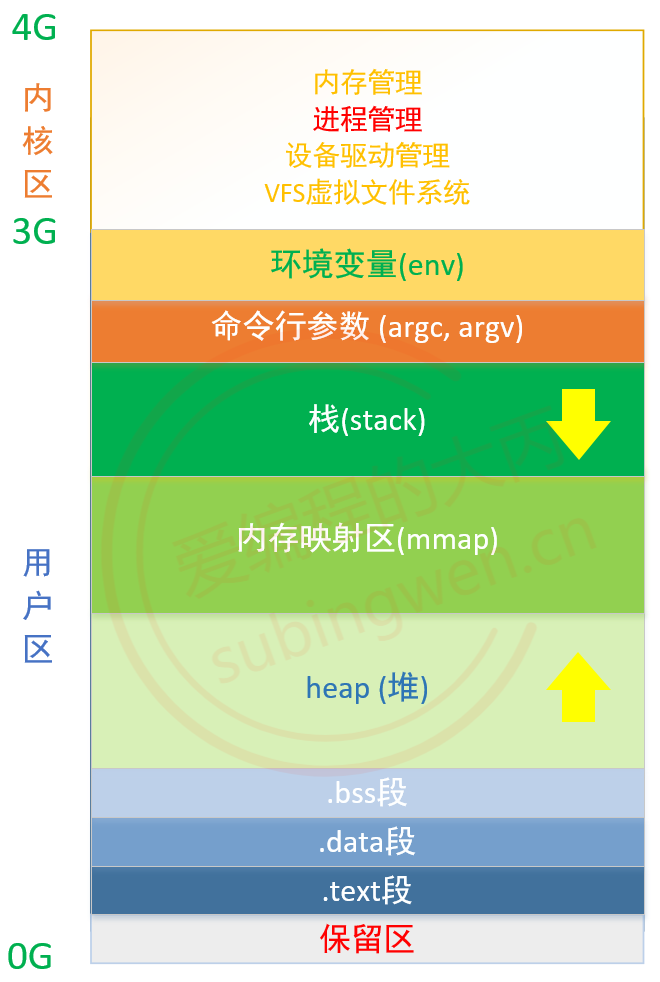 4G
内核区
内存管理
进程管理
设备驱动管理
VFS虚拟文件系统
3G
环境变量(env)
命令行参数 (argc, argv)
栈(stack)
内存映射区(mmap)
用户区
heap (堆)
.bss段
.data段
.text段
保留区
0G
爱编程的大丙
subingwen.cn